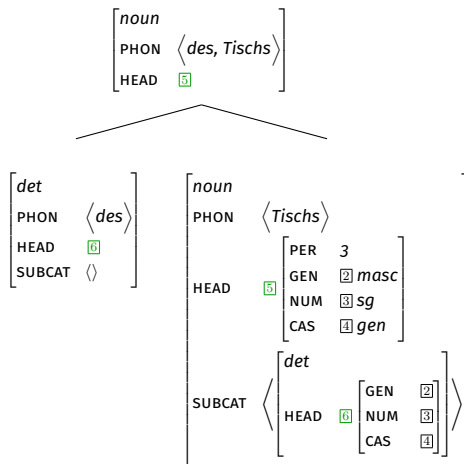 noun
PHON ⟨des, Tischs⟩
HEAD 5
det
PHON ⟨des⟩
HEAD 6
SUBCAT ⟨⟩
noun
PHON ⟨Tischs⟩
HEAD 5
PER 3
GEN 2 masc
NUM 3 sg
CAS 4 gen
SUBCAT
det
HEAD 6
GEN 2
NUM 3
CAS 4